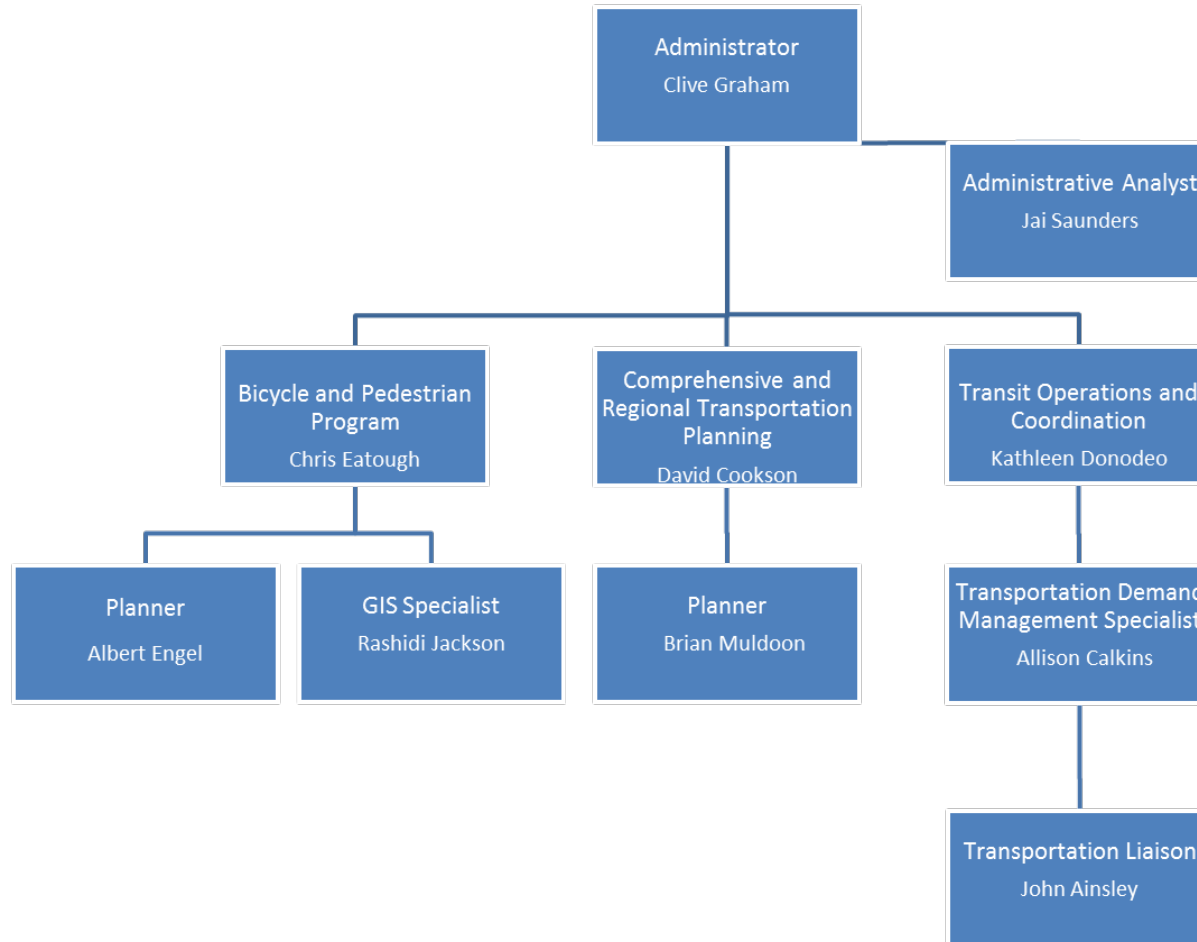 Administrator
Clive Graham
Administrative Analyst
Jai Saunders
Bicycle and Pedestrian
Program
Chris Eatough
Comprehensive and
Regional Transportation
Planning
David Cookson
Transit Operations and
Coordination
Kathleen Donodeo
Planner
Albert Engel
GIS Specialist
Rashidi Jackson
Planner
Brian Muldoon
Transportation Demand
Management Specialist
Allison Calkins
Transportation Liaison
John Ainsley